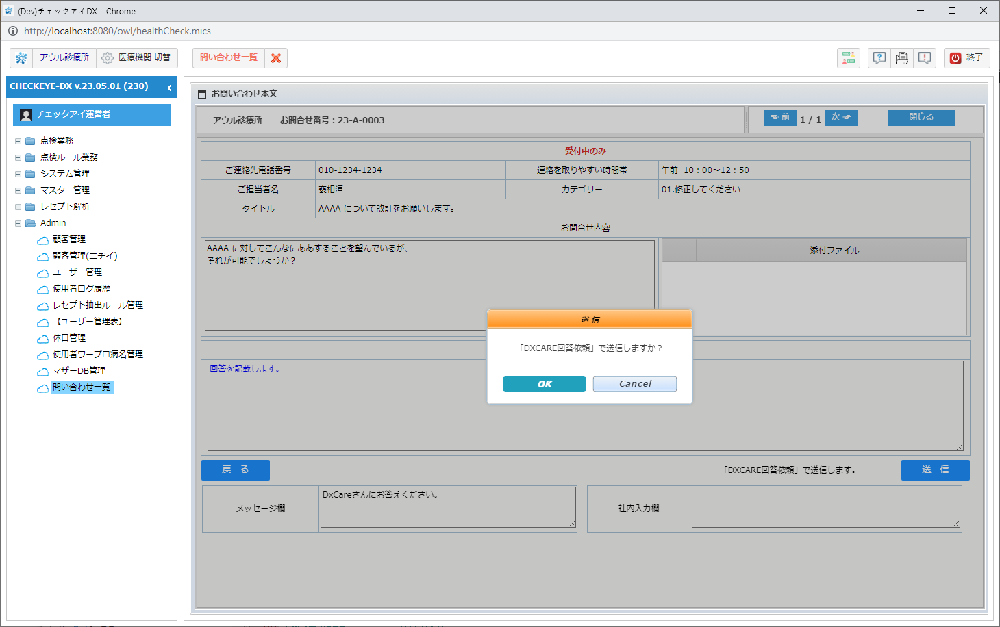 (Dev)チェックアイDX - Chrome
http://localhost:8080/owl/healthCheck.mics
アウル診療所
医療機関 切替
問い合わせ一覧
終了
CHECKEYE-DX v.23.05.01 (230)
チェックアイ運営者
点検業務
点検ルール業務
システム管理
マスター管理
レセプト解析
Admin
顧客管理
顧客管理(ニチイ)
ユーザー管理
使用者ログ履歴
レセプト抽出ルール管理
【ユーザー管理表】
休日管理
使用者ワープロ病名管理
マザーDB管理
問い合わせ一覧
お問い合わせ本文
アウル診療所 お問合せ番号:23-A-0003
前 1 / 1 次
閉じる
受付中のみ
ご連絡先電話番号 010-1234-1234 連絡を取りやすい時間帯 午前 10:00～12:50
ご担当者名 裵相洹 カテゴリー 01.修正してください
タイトル AAAA について改訂をお願いします。
お問合せ内容
AAAA に対してこんなにああすることを望んでいるが、
それが可能でしょうか?
添付ファイル
送 信
「DXCARE回答依頼」で送信しますか?
OK Cancel
回答を記載します。
戻 る
「DXCARE回答依頼」で送信します。
送 信
メッセージ欄 DxCareさんにお答えください。
社内入力欄